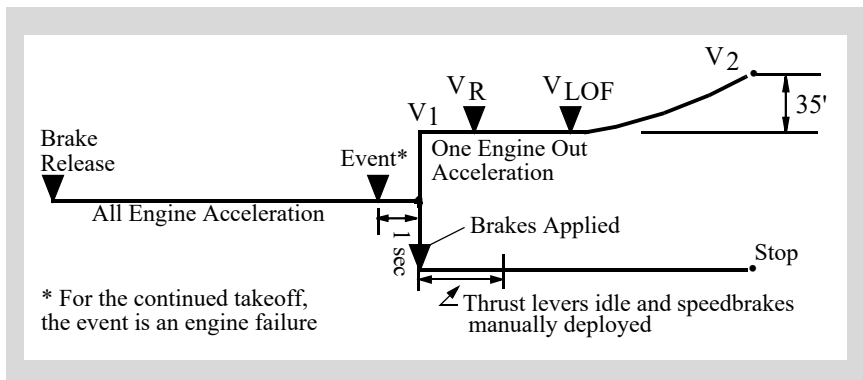 V2
VR
VLOF
V1
35'
Brake
Release
Event*
One Engine Out
Acceleration
All Engine Acceleration
1 sec
Brakes Applied
Stop
* For the continued takeoff,
the event is an engine failure
Thrust levers idle and speedbrakes
manually deployed